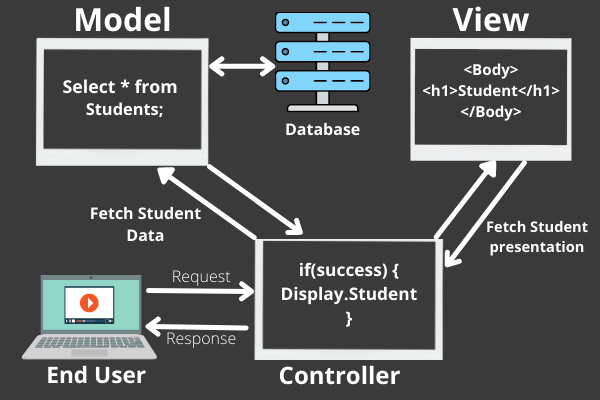 Model
View
Select * from
Students;
Database
<Body>
<h1>Student</h1>
</Body>
Fetch Student
Data
Fetch Student
presentation
if(success) {
Display.Student
}
Request
Response
End User
Controller